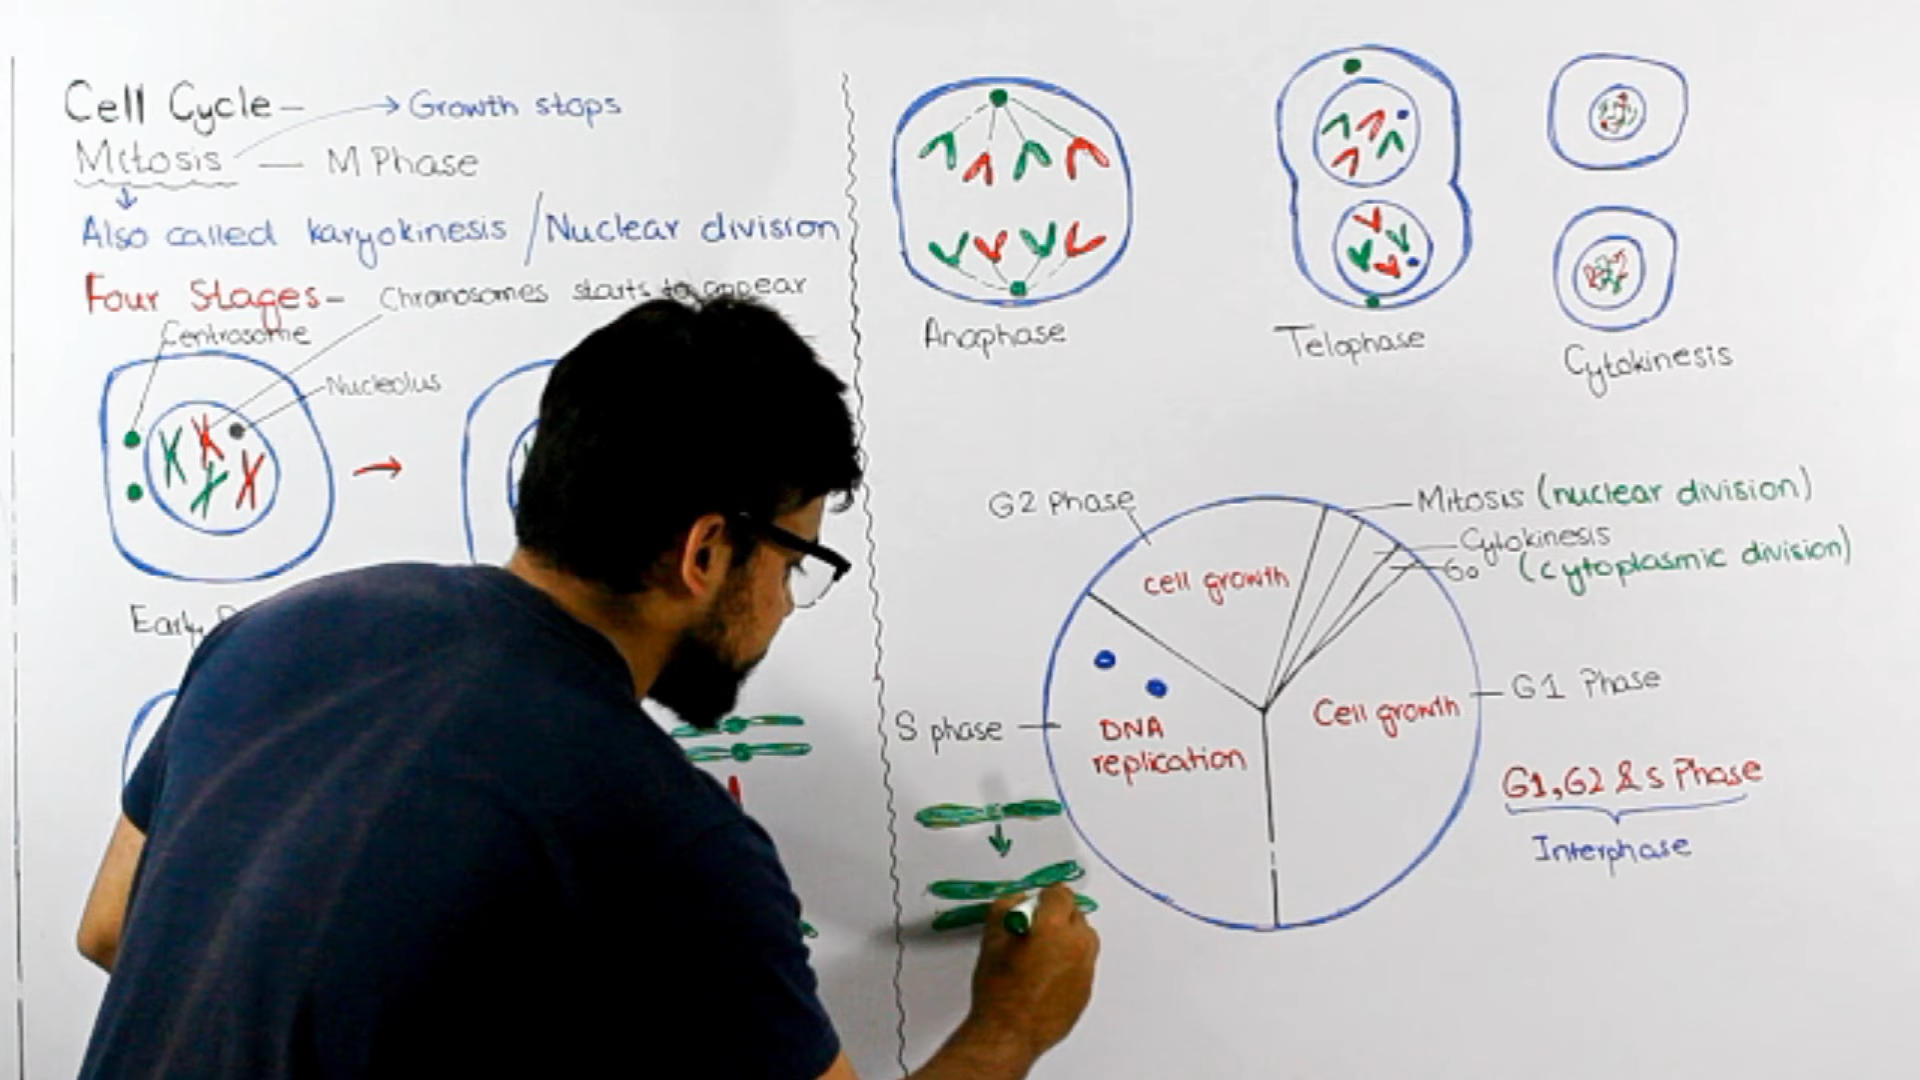 Cell Cycle-
Growth stops
Mitosis — M Phase
Also called karyokinesis / Nuclear division
Four Stages-
Chromosomes starts to appear
Centrosome
Nucleolus
Early
Anaphase
Telophase
Cytokinesis
G2 Phase
Mitosis (nuclear division)
Cytokinesis
(cytoplasmic division)
Go
cell growth
S phase
DNA
replication
Cell growth
G1 Phase
G1, G2 & s Phase
Interphase